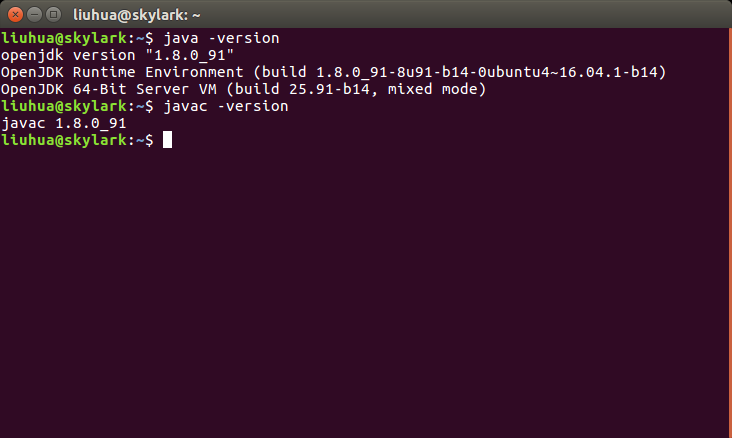 liuhua@skylark: ~
liuhua@skylark:~$ java -version
openjdk version "1.8.0_91"
OpenJDK Runtime Environment (build 1.8.0_91-8u91-b14-0ubuntu4~16.04.1-b14)
OpenJDK 64-Bit Server VM (build 25.91-b14, mixed mode)
liuhua@skylark:~$ javac -version
javac 1.8.0_91
liuhua@skylark:~$